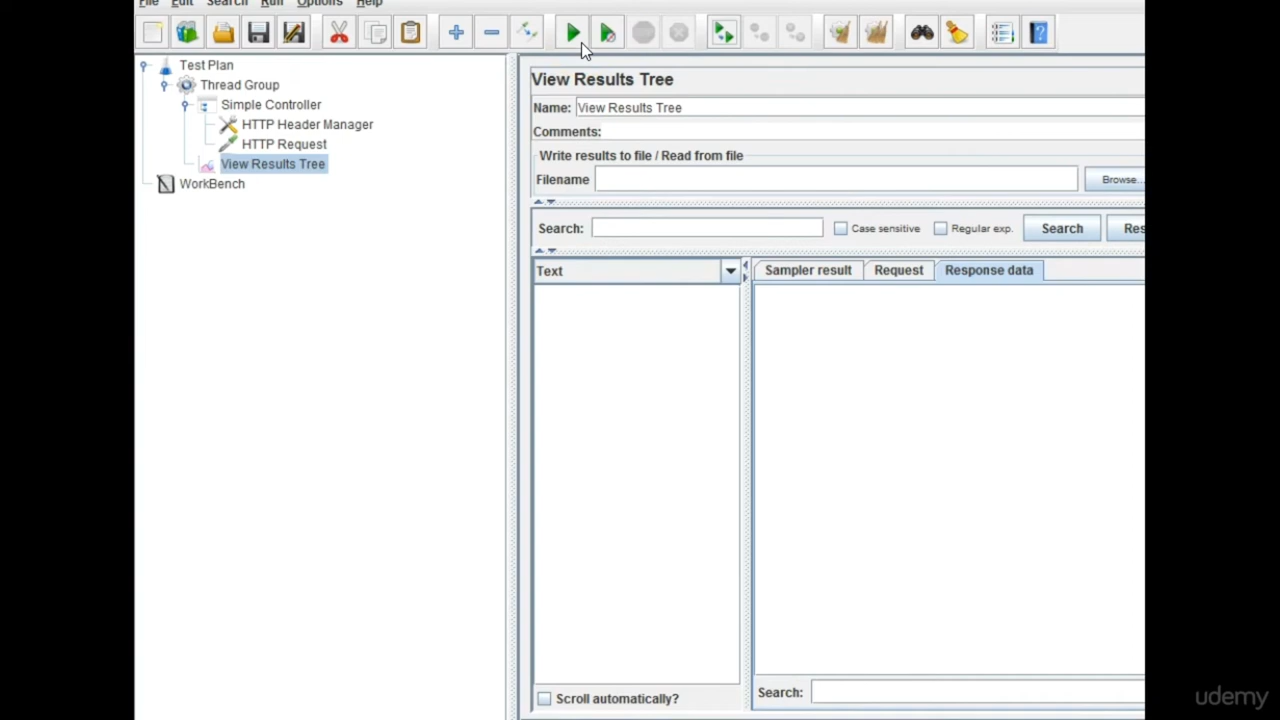 File Edit Search Run Options Help
Test Plan
Thread Group
Simple Controller
HTTP Header Manager
HTTP Request
View Results Tree
WorkBench
View Results Tree
Name: View Results Tree
Comments:
Write results to file / Read from file
Filename Browse...
Search: Case sensitive Regular exp. Search Res
Text Sampler result Request Response data
Scroll automatically? Search:
udemy